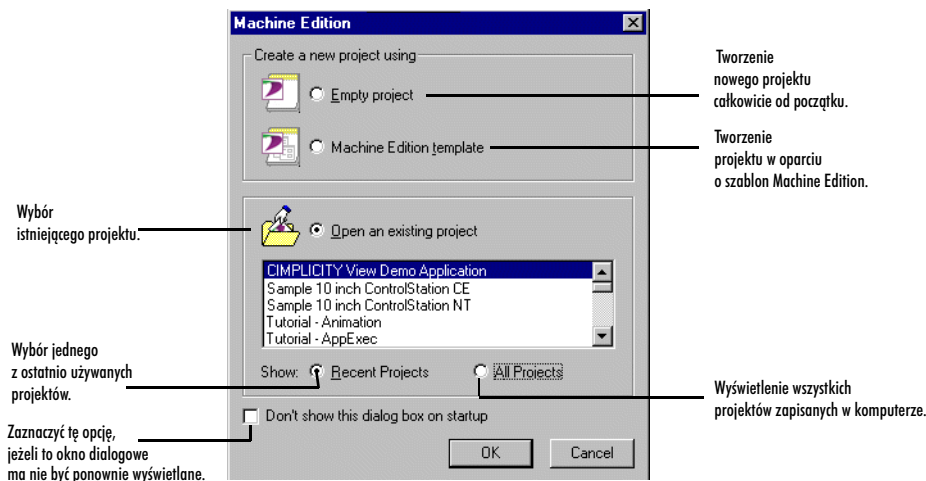 Machine Edition
Create a new project using
Empty project
Machine Edition template
Open an existing project
CIMPLICITY View Demo Application
Sample 10 inch ControlStation CE
Sample 10 inch ControlStation NT
Tutorial - Animation
Tutorial - AppExec
Show: Recent Projects All Projects
Don't show this dialog box on startup
OK Cancel
Tworzenie
nowego projektu
całkowicie od początku.
Tworzenie
projektu w oparciu
o szablon Machine Edition.
Wybór
istniejącego projektu.
Wybór jednego
z ostatnio używanych
projektów.
Wyświetlenie wszystkich
projektów zapisanych w komputerze.
Zaznaczyć tę opcję,
jeżeli to okno dialogowe
ma nie być ponownie wyświetlane.